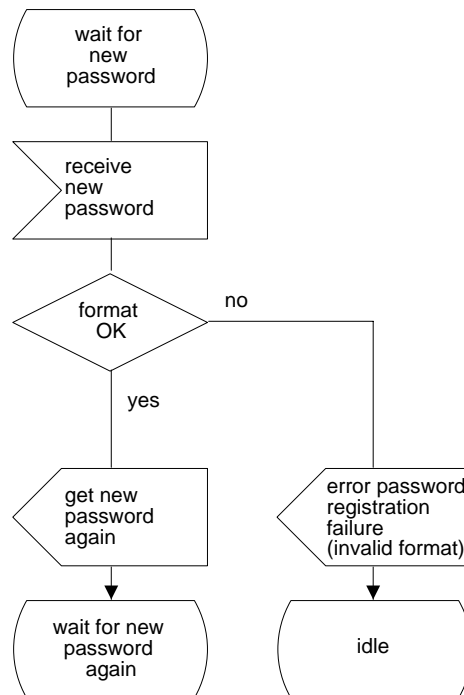 wait for
new
password
receive
new
password
format
OK
no
yes
get new
password
again
error password
registration
failure
(invalid format)
wait for new
password
again
idle